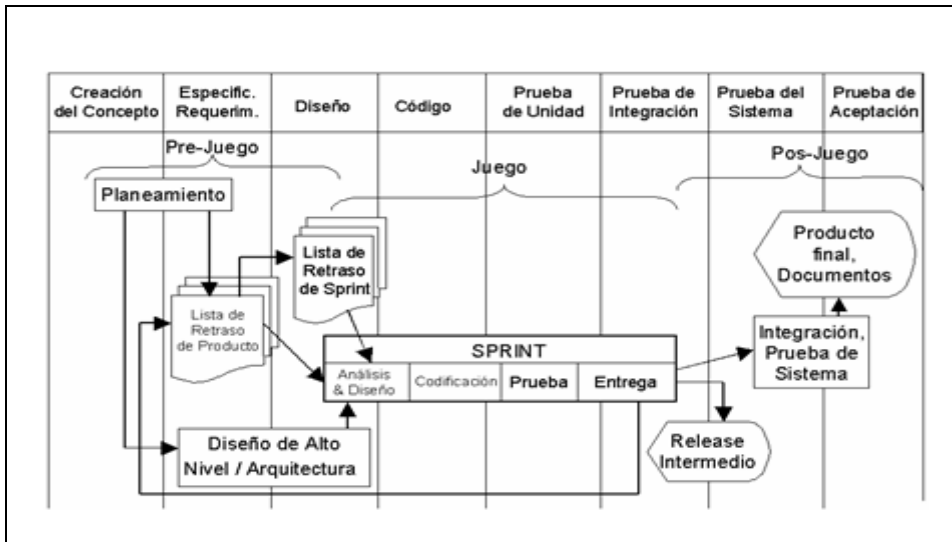 Creación
del Concepto
Especific.
Requerim.
Diseño
Código
Prueba
de Unidad
Prueba de
Integración
Prueba del
Sistema
Prueba de
Aceptación
Pre-Juego
Juego
Pos-Juego
Planeamiento
Lista de
Retraso
de Sprint
Producto
final,
Documentos
Lista de
Retraso
de Producto
SPRINT
Análisis
& Diseño
Codificación
Prueba
Entrega
Integración,
Prueba de
Sistema
Diseño de Alto
Nivel / Arquitectura
Release
Intermedio